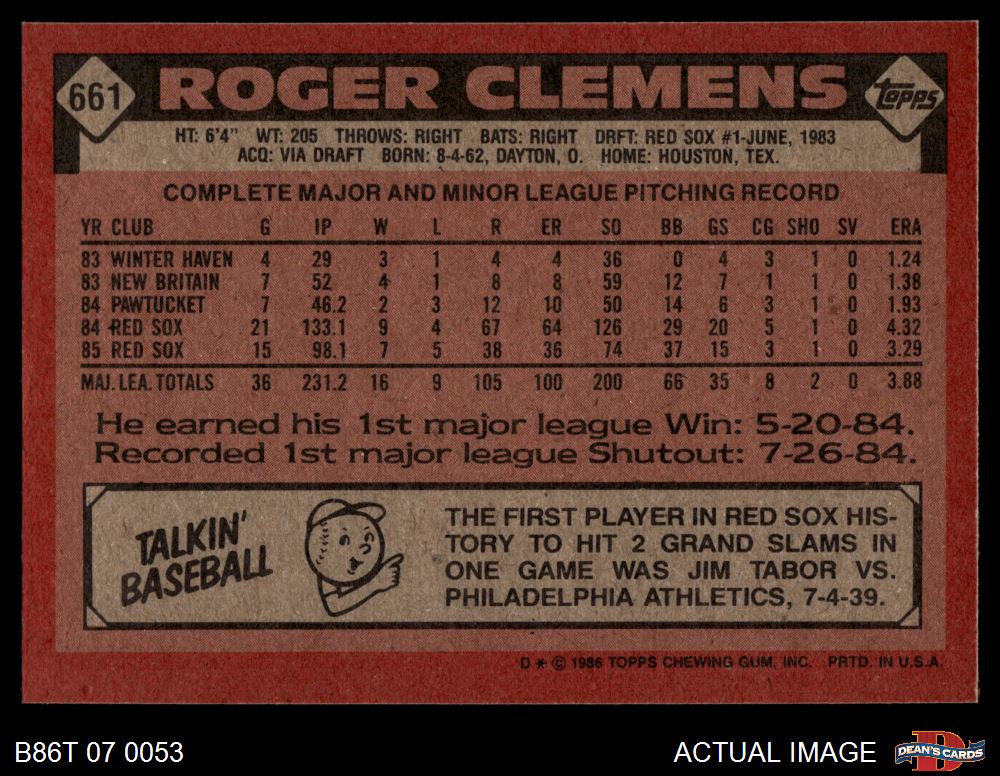 661 ROGER CLEMENS Topps
HT: 6'4" WT: 205 THROWS: RIGHT BATS: RIGHT DRFT: RED SOX #1-JUNE, 1983
ACQ: VIA DRAFT BORN: 8-4-62, DAYTON, O. HOME: HOUSTON, TEX.
COMPLETE MAJOR AND MINOR LEAGUE PITCHING RECORD
YR CLUB G IP W L R ER SO BB GS CG SHO SV ERA
83 WINTER HAVEN 4 29 3 1 4 4 36 0 4 3 1 0 1.24
83 NEW BRITAIN 7 52 4 1 8 8 59 12 7 1 1 0 1.38
84 PAWTUCKET 7 46.2 2 3 12 10 50 14 6 3 1 0 1.93
84 RED SOX 21 133.1 9 4 67 64 126 29 20 5 1 0 4.32
85 RED SOX 15 98.1 7 5 38 36 74 37 15 3 1 0 3.29
MAJ. LEA. TOTALS 36 231.2 16 9 105 100 200 66 35 8 2 0 3.88
He earned his 1st major league Win: 5-20-84.
Recorded 1st major league Shutout: 7-26-84.
TALKIN'
BASEBALL
THE FIRST PLAYER IN RED SOX HIS-
TORY TO HIT 2 GRAND SLAMS IN
ONE GAME WAS JIM TABOR VS.
PHILADELPHIA ATHLETICS, 7-4-39.
D * © 1986 TOPPS CHEWING GUM, INC. PRTD. IN U.S.A.
B86T 07 0053 ACTUAL IMAGE DEAN'S CARDS